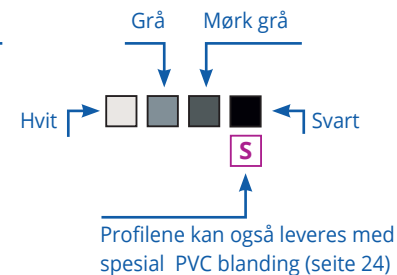 Grå Mørk grå
Hvit Svart
S
Profilene kan også leveres med
spesial PVC blanding (seite 24)